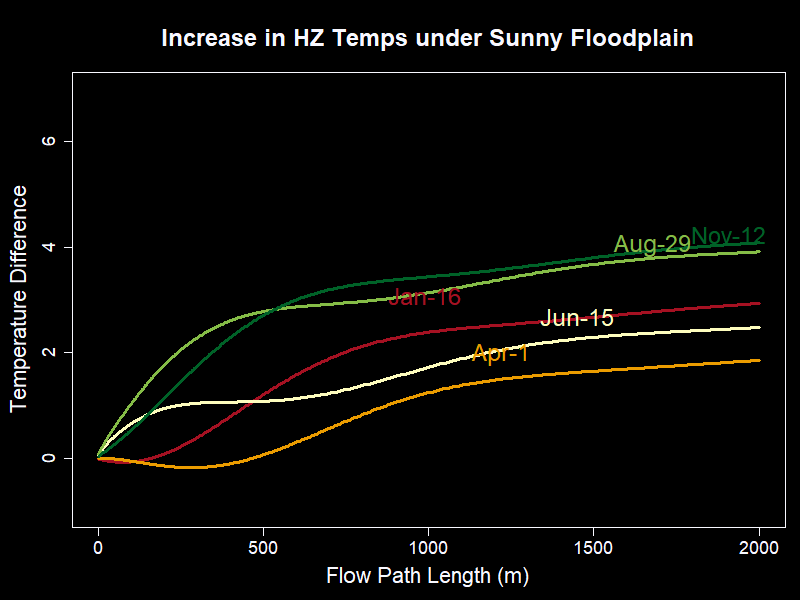 Increase in HZ Temps under Sunny Floodplain
Temperature Difference
6
4
2
0
Aug-29
Nov-12
Jan-16
Jun-15
Apr-1
0 500 1000 1500 2000
Flow Path Length (m)